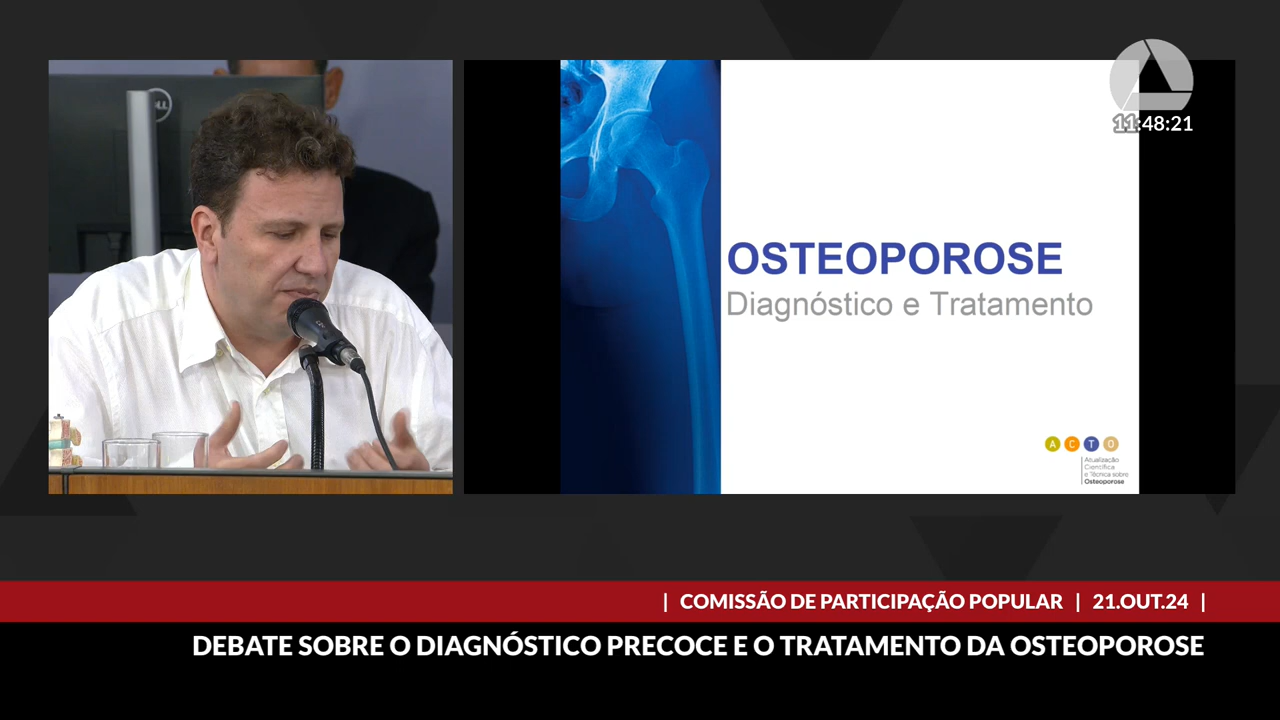 DELL
11:48:21
OSTEOPOROSE
Diagnóstico e Tratamento
A C T O
Atualização
Científica
e Técnica sobre
Osteoporose
| COMISSÃO DE PARTICIPAÇÃO POPULAR | 21.OUT.24 |
DEBATE SOBRE O DIAGNÓSTICO PRECOCE E O TRATAMENTO DA OSTEOPOROSE